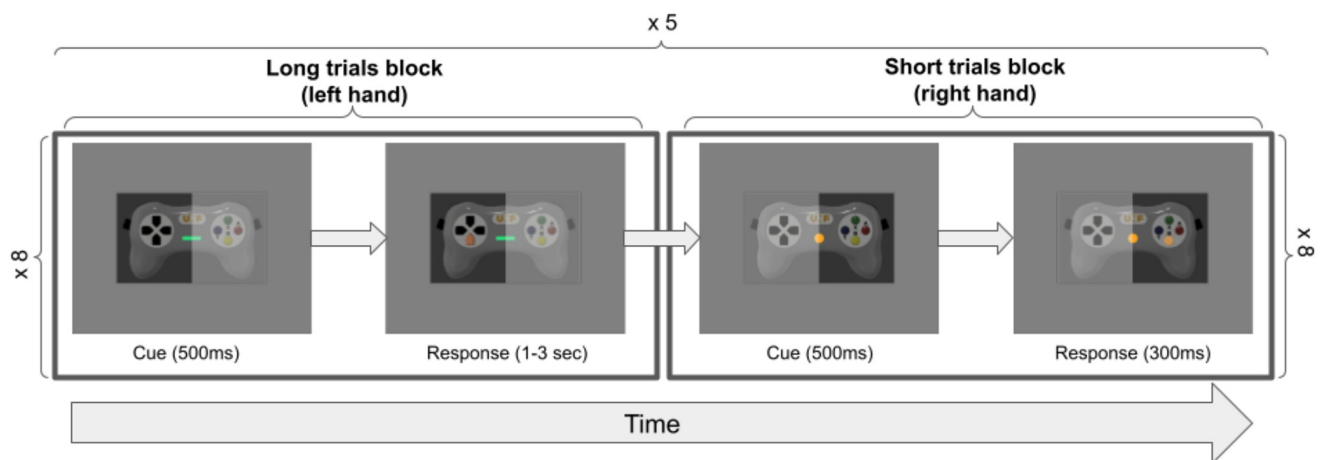 x 5
Long trials block
(left hand)
Short trials block
(right hand)
x 8
Cue (500ms)
Response (1-3 sec)
Cue (500ms)
Response (300ms)
x 8
Time